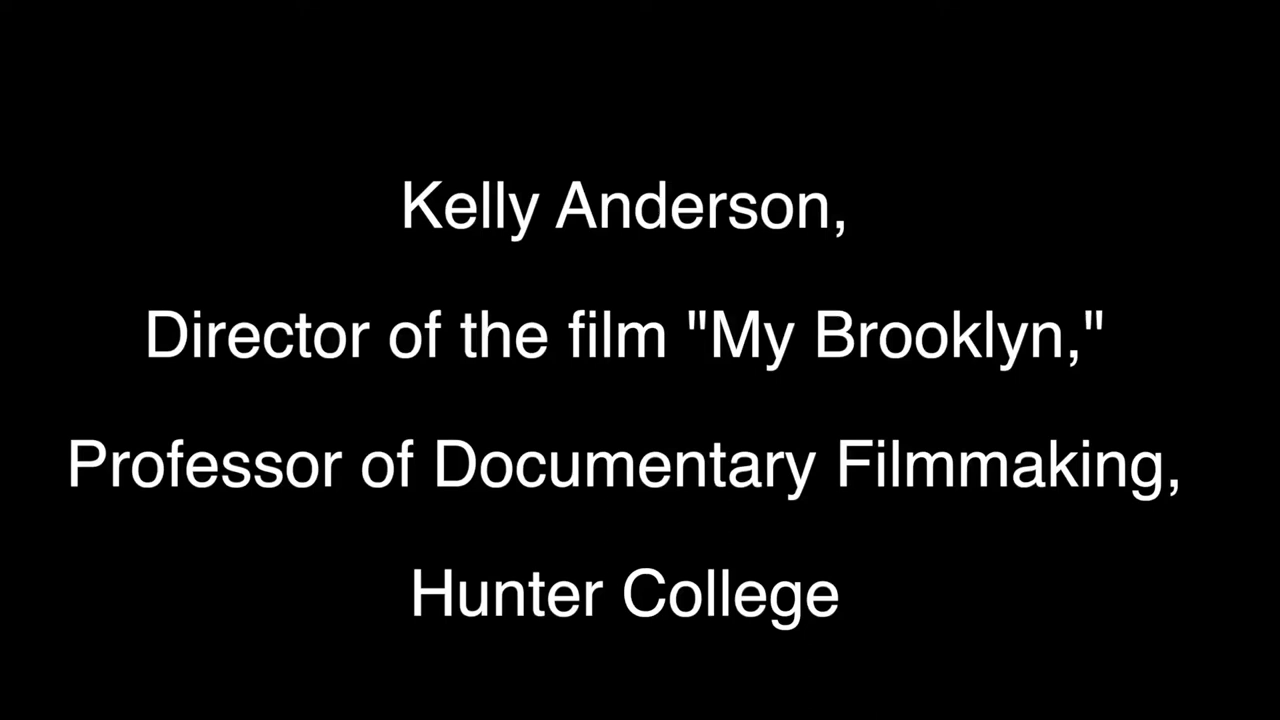 Kelly Anderson,
Director of the film "My Brooklyn,"
Professor of Documentary Filmmaking,
Hunter College